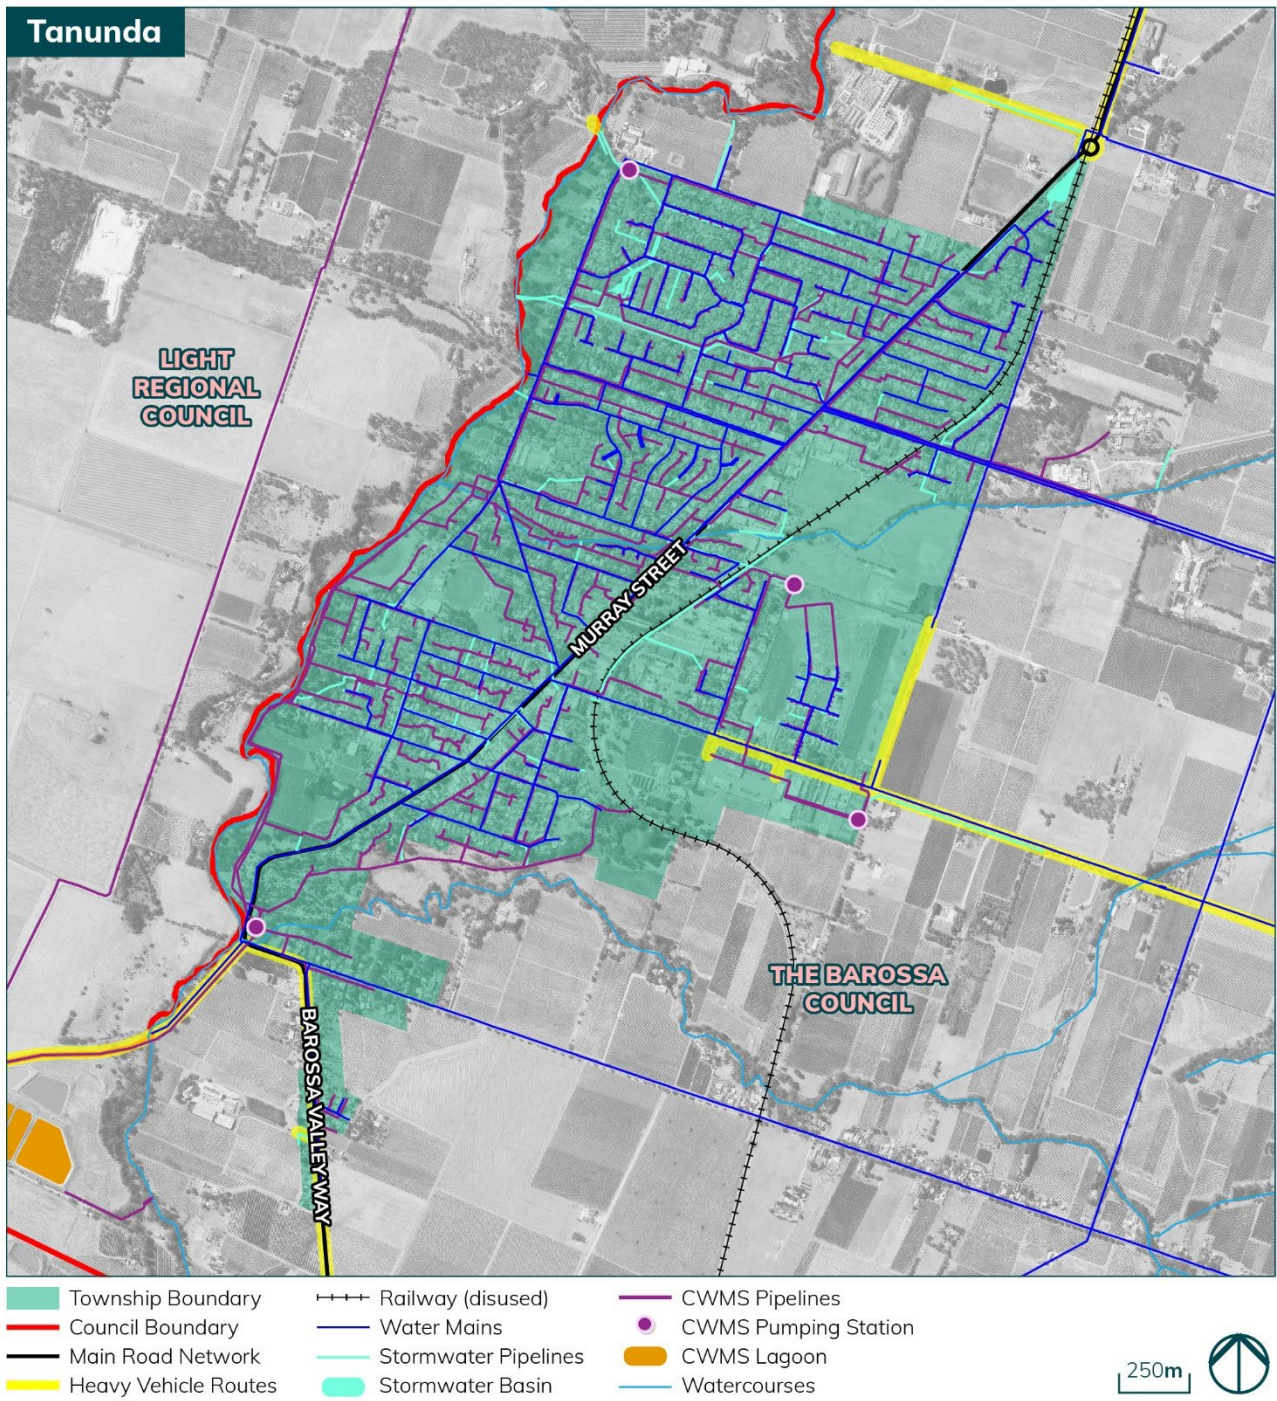 Tanunda
LIGHT
REGIONAL
COUNCIL
MURRAY STREET
THE BAROSSA
COUNCIL
BAROSSA VALLEY WAY
Township Boundary
Council Boundary
Main Road Network
Heavy Vehicle Routes
Railway (disused)
Water Mains
Stormwater Pipelines
Stormwater Basin
CWMS Pipelines
CWMS Pumping Station
CWMS Lagoon
Watercourses
250m